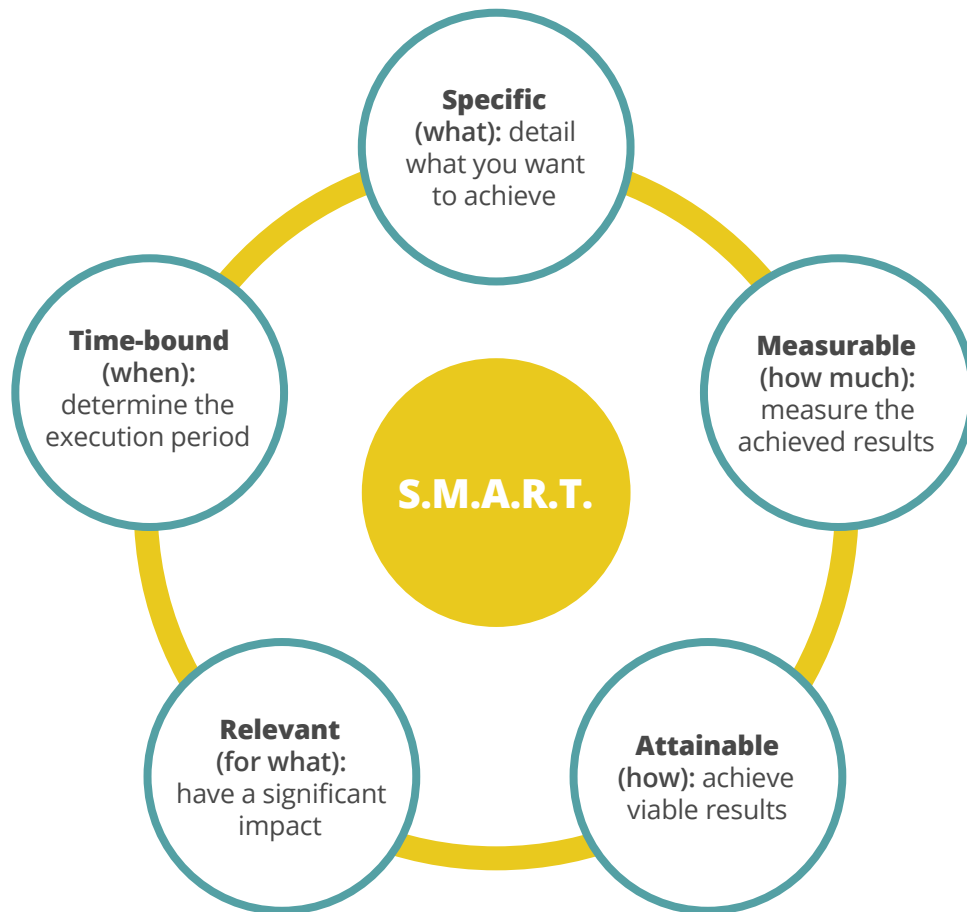 Specific
(what): detail
what you want
to achieve
Measurable
(how much):
measure the
achieved results
Attainable
(how): achieve
viable results
Relevant
(for what):
have a significant
impact
Time-bound
(when):
determine the
execution period
S.M.A.R.T.